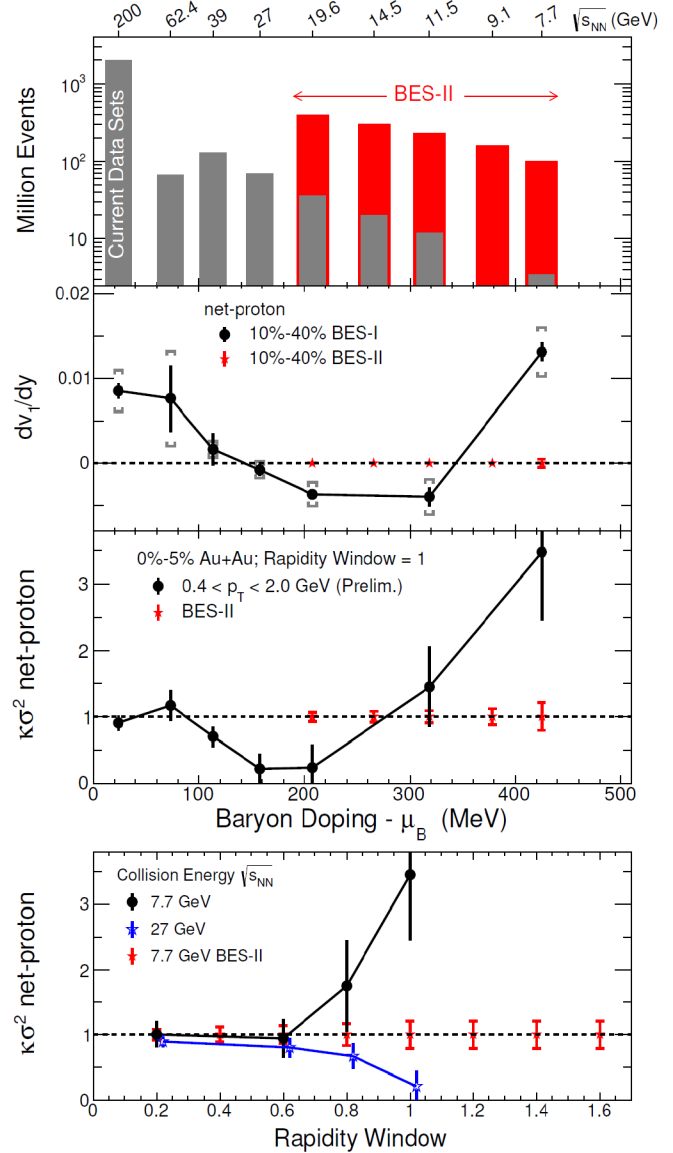 200 62.4 39 27 19.6 14.5 11.5 9.1 7.7 √sNN (GeV)
Million Events
10³
10²
10
Current Data Sets
BES-II
dv₁/dy
0.02
0.01
0
net-proton
10%-40% BES-I
10%-40% BES-II
κσ² net-proton
3
2
1
0
0%-5% Au+Au; Rapidity Window = 1
0.4 < pT < 2.0 GeV (Prelim.)
BES-II
0 100 200 300 400 500
Baryon Doping - μB (MeV)
κσ² net-proton
3
2
1
0
Collision Energy √sNN
7.7 GeV
27 GeV
7.7 GeV BES-II
0 0.2 0.4 0.6 0.8 1 1.2 1.4 1.6
Rapidity Window